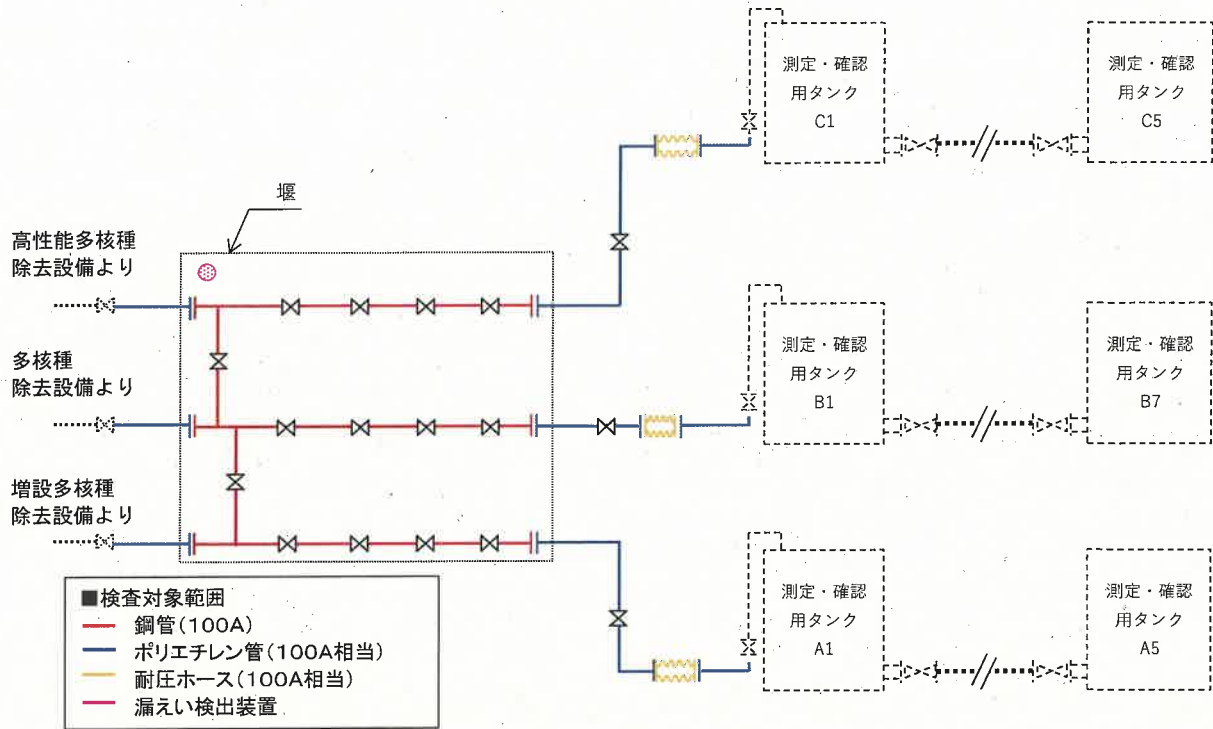 測定・確認
用タンク
C1
測定・確認
用タンク
C5
堰
高性能多核種
除去設備より
多核種
除去設備より
測定・確認
用タンク
B1
測定・確認
用タンク
B7
増設多核種
除去設備より
測定・確認
用タンク
A1
測定・確認
用タンク
A5
■検査対象範囲
鋼管(100A)
ポリエチレン管(100A相当)
耐圧ホース(100A相当)
漏えい検出装置